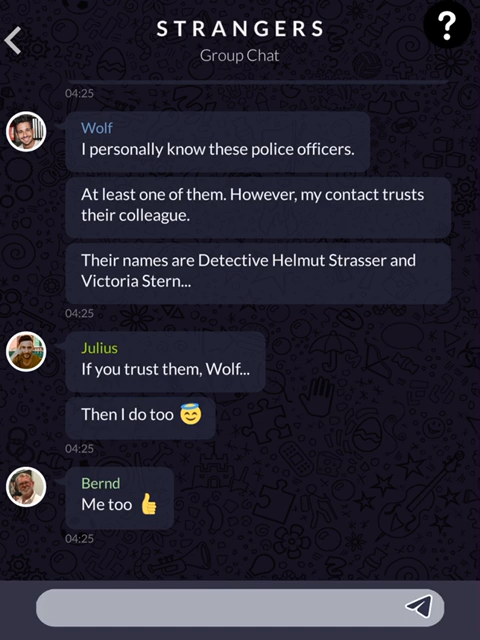 STRANGERS
?
Group Chat
04:25
Wolf
I personally know these police officers.
At least one of them. However, my contact trusts
their colleague.
Their names are Detective Helmut Strasser and
Victoria Stern...
04:25
Julius
If you trust them, Wolf...
Then I do too 😇
04:25
Bernd
Me too 👍
04:25